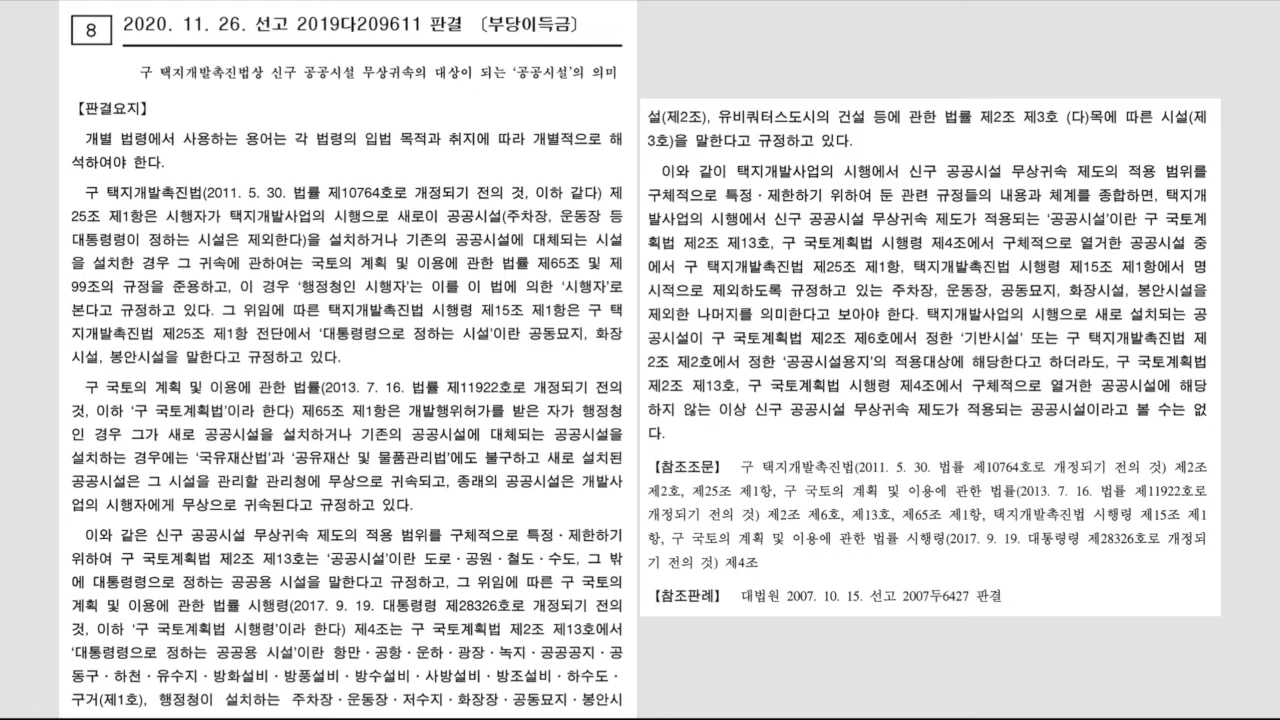 8
2020. 11. 26. 선고 2019다209611 판결 〔부당이득금〕
구 택지개발촉진법상 신구 공공시설 무상귀속의 대상이 되는 ‘공공시설’의 의미
【판결요지】
개별 법령에서 사용하는 용어는 각 법령의 입법 목적과 취지에 따라 개별적으로 해
석하여야 한다.
구 택지개발촉진법(2011. 5. 30. 법률 제10764호로 개정되기 전의 것, 이하 같다) 제
25조 제1항은 시행자가 택지개발사업의 시행으로 새로이 공공시설(주차장, 운동장 등
대통령령이 정하는 시설은 제외한다)을 설치하거나 기존의 공공시설에 대체되는 시설
을 설치한 경우 그 귀속에 관하여는 국토의 계획 및 이용에 관한 법률 제65조 및 제
99조의 규정을 준용하고, 이 경우 ‘행정청인 시행자’는 이를 이 법에 의한 ‘시행자’로
본다고 규정하고 있다. 그 위임에 따른 택지개발촉진법 시행령 제15조 제1항은 구 택
지개발촉진법 제25조 제1항 전단에서 ‘대통령령으로 정하는 시설’이란 공동묘지, 화장
시설, 봉안시설을 말한다고 규정하고 있다.
구 국토의 계획 및 이용에 관한 법률(2013. 7. 16. 법률 제11922호로 개정되기 전의
것, 이하 ‘구 국토계획법’이라 한다) 제65조 제1항은 개발행위허가를 받은 자가 행정청
인 경우 그가 새로 공공시설을 설치하거나 기존의 공공시설에 대체되는 공공시설을
설치하는 경우에는 ‘국유재산법’과 ‘공유재산 및 물품관리법’에도 불구하고 새로 설치된
공공시설은 그 시설을 관리할 관리청에 무상으로 귀속되고, 종래의 공공시설은 개발사
업의 시행자에게 무상으로 귀속된다고 규정하고 있다.
이와 같은 신구 공공시설 무상귀속 제도의 적용 범위를 구체적으로 특정·제한하기
위하여 구 국토계획법 제2조 제13호는 ‘공공시설’이란 도로·공원·철도·수도, 그 밖
에 대통령령으로 정하는 공공용 시설을 말한다고 규정하고, 그 위임에 따른 구 국토의
계획 및 이용에 관한 법률 시행령(2017. 9. 19. 대통령령 제28326호로 개정되기 전의
것, 이하 ‘구 국토계획법 시행령’이라 한다) 제4조는 구 국토계획법 제2조 제13호에서
‘대통령령으로 정하는 공공용 시설’이란 항만·공항·운하·광장·녹지·공공공지·공
동구·하천·유수지·방화설비·방풍설비·방수설비·사방설비·방조설비·하수도·
구거(제1호), 행정청이 설치하는 주차장·운동장·저수지·화장장·공동묘지·봉안시
설(제2조), 유비쿼터스도시의 건설 등에 관한 법률 제2조 제3호 (다)목에 따른 시설(제
3호)을 말한다고 규정하고 있다.
이와 같이 택지개발사업의 시행에서 신구 공공시설 무상귀속 제도의 적용 범위를
구체적으로 특정·제한하기 위하여 둔 관련 규정들의 내용과 체계를 종합하면, 택지개
발사업의 시행에서 신구 공공시설 무상귀속 제도가 적용되는 ‘공공시설’이란 구 국토계
획법 제2조 제13호, 구 국토계획법 시행령 제4조에서 구체적으로 열거한 공공시설 중
에서 구 택지개발촉진법 제25조 제1항, 택지개발촉진법 시행령 제15조 제1항에서 명
시적으로 제외하도록 규정하고 있는 주차장, 운동장, 공동묘지, 화장시설, 봉안시설을
제외한 나머지를 의미한다고 보아야 한다. 택지개발사업의 시행으로 새로 설치되는 공
공시설이 구 국토계획법 제2조 제6호에서 정한 ‘기반시설’ 또는 구 택지개발촉진법 제
2조 제2호에서 정한 ‘공공시설용지’의 적용대상에 해당한다고 하더라도, 구 국토계획법
제2조 제13호, 구 국토계획법 시행령 제4조에서 구체적으로 열거한 공공시설에 해당
하지 않는 이상 신구 공공시설 무상귀속 제도가 적용되는 공공시설이라고 볼 수는 없
다.
【참조조문】 구 택지개발촉진법(2011. 5. 30. 법률 제10764호로 개정되기 전의 것) 제2조
제2호, 제25조 제1항, 구 국토의 계획 및 이용에 관한 법률(2013. 7. 16. 법률 제11922호로
개정되기 전의 것) 제2조 제6호, 제13호, 제65조 제1항, 택지개발촉진법 시행령 제15조 제1
항, 구 국토의 계획 및 이용에 관한 법률 시행령(2017. 9. 19. 대통령령 제28326호로 개정되
기 전의 것) 제4조
【참조판례】 대법원 2007. 10. 15. 선고 2007두6427 판결